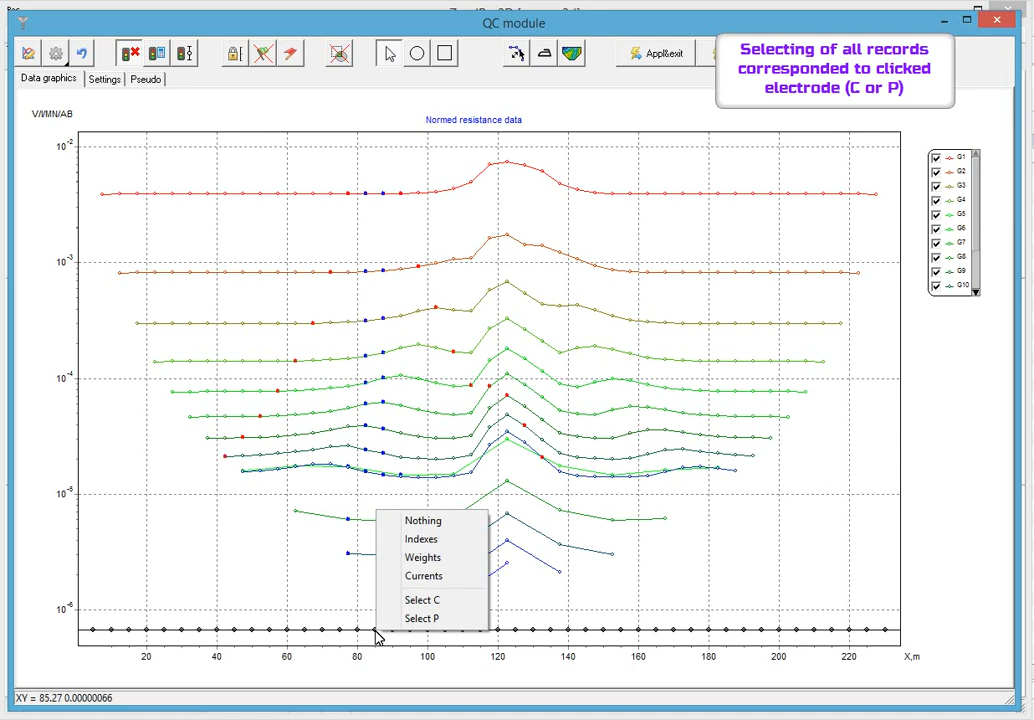 QC module
Appl&exit
Selecting of all records
corresponded to clicked
electrode (C or P)
Data graphics
Settings
Pseudo
V/I/MN/AB
Normed resistance data
10-2
10-3
10-4
10-5
10-6
G1
G2
G3
G4
G5
G6
G7
G8
G9
G10
Nothing
Indexes
Weights
Currents
Select C
Select P
20 40 60 80 100 120 140 160 180 200 220 X,m
XY = 85.27 0.00000066